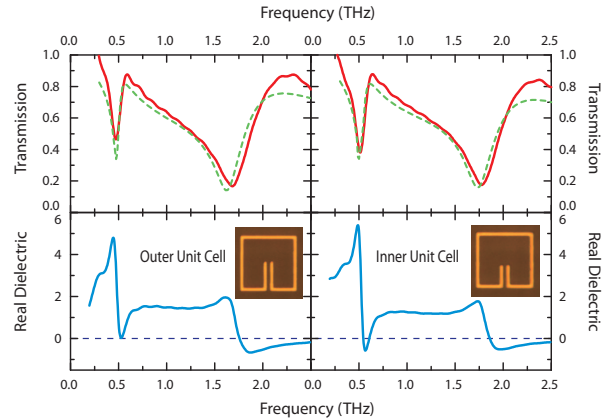 Frequency (THz)
0.0 0.5 1.0 1.5 2.0 0.0 0.5 1.0 1.5 2.0 2.5
1.0 1.0
0.8 0.8
0.6 0.6
0.4 0.4
0.2 0.2
0.0 0.0
Transmission Transmission
6 6
4 4
2 2
0 0
Real Dielectric Real Dielectric
Outer Unit Cell Inner Unit Cell
0.0 0.5 1.0 1.5 2.0 0.0 0.5 1.0 1.5 2.0 2.5
Frequency (THz)